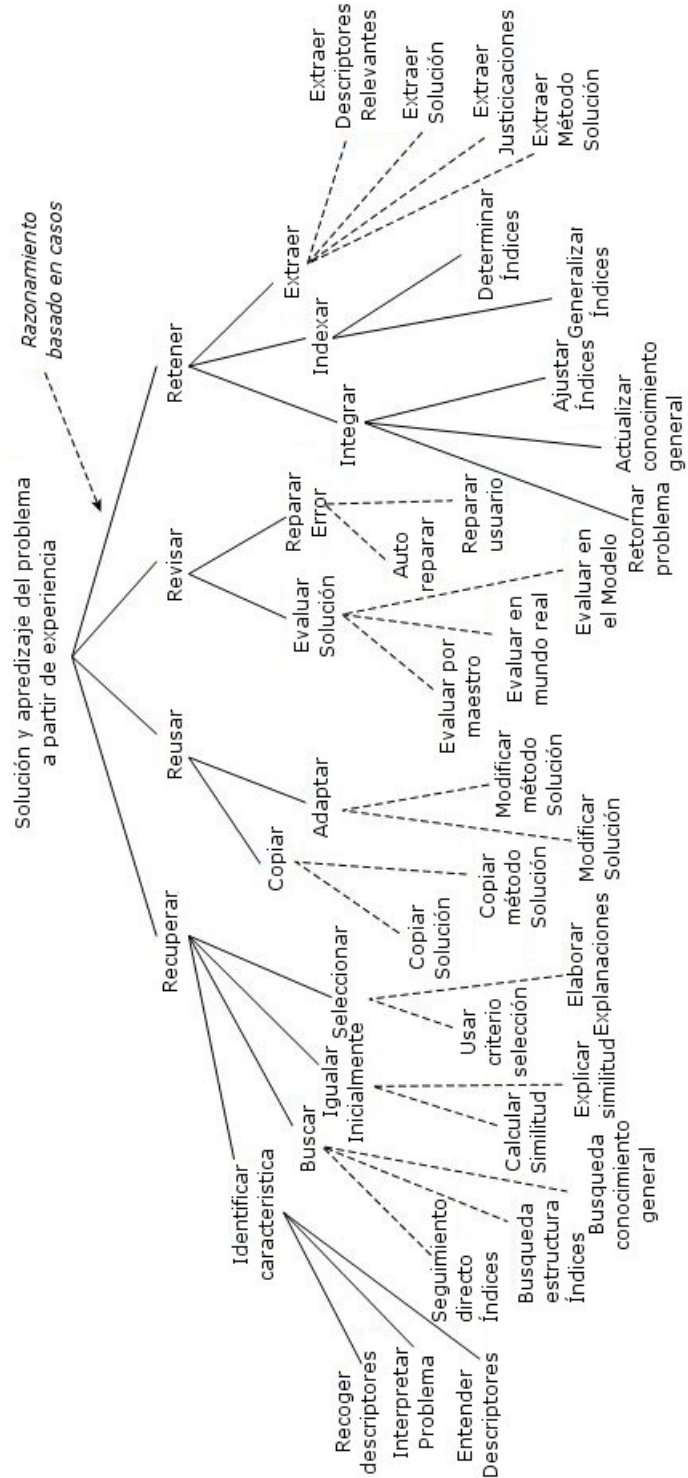 Solución y apredizaje del problema
a partir de experiencia
Razonamiento
basado en casos
Recuperar
Reusar
Revisar
Retener
Identificar
caracteristica
Buscar
Igualar
Inicialmente
Seleccionar
Copiar
Adaptar
Evaluar
Solución
Reparar
Error
Integrar
Indexar
Extraer
Recoger
descriptores
Interpretar
Problema
Entender
Descriptores
Seguimiento
directo
Índices
Busqueda
estructura
Índices
Busqueda
conocimiento
general
Calcular
Similitud
Explicar
similitud
Usar
criterio
selección
Elaborar
Explanaciones
Copiar
Solución
Copiar
método
Solución
Modificar
Solución
Modificar
método
Solución
Evaluar por
maestro
Evaluar en
mundo real
Evaluar en
el Modelo
Auto
reparar
Reparar
usuario
Retornar
problema
Actualizar
conocimiento
general
Ajustar
Índices
Generalizar
Índices
Determinar
Índices
Extraer
Descriptores
Relevantes
Extraer
Solución
Extraer
Justicicaciones
Extraer
Método
Solución